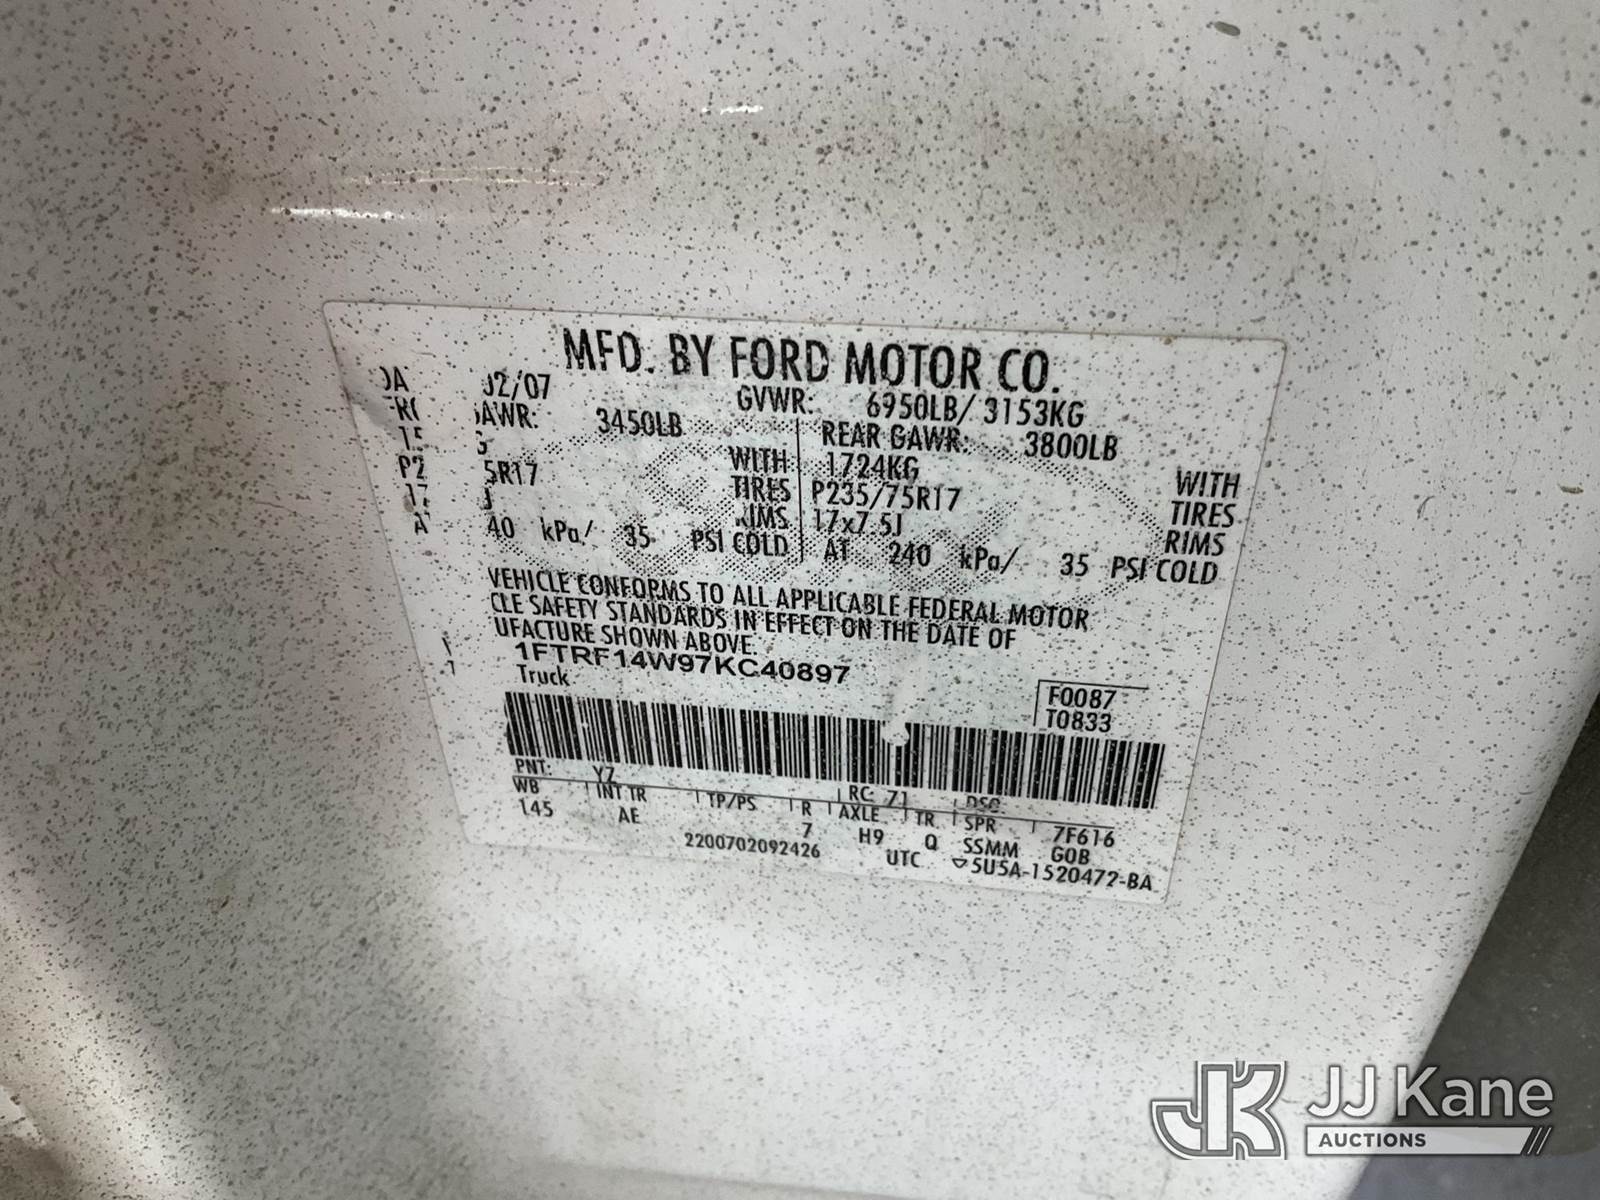 MFD. BY FORD MOTOR CO.
02/07 GVWR: 6950LB/ 3153KG
GAWR: 3450LB REAR GAWR: 3800LB
WITH 1724KG WITH
5R17 TIRES P235/75R17 TIRES
RIMS 17x7.5J RIMS
40 kPa/ 35 PSI COLD AT 240 kPa/ 35 PSI COLD
VEHICLE CONFORMS TO ALL APPLICABLE FEDERAL MOTOR
CLE SAFETY STANDARDS IN EFFECT ON THE DATE OF
UFACTURE SHOWN ABOVE.
1FTRF14W97KC40897
Truck
F0087
T0833
PNT: YZ RC: 71 DSO:
WB INT TR TP/PS R AXLE TR SPR 7F616
145 AE 7 H9 Q SSMM GOB
2200702092426 UTC ▽5U5A-1520472-BA
JK JJ Kane
AUCTIONS